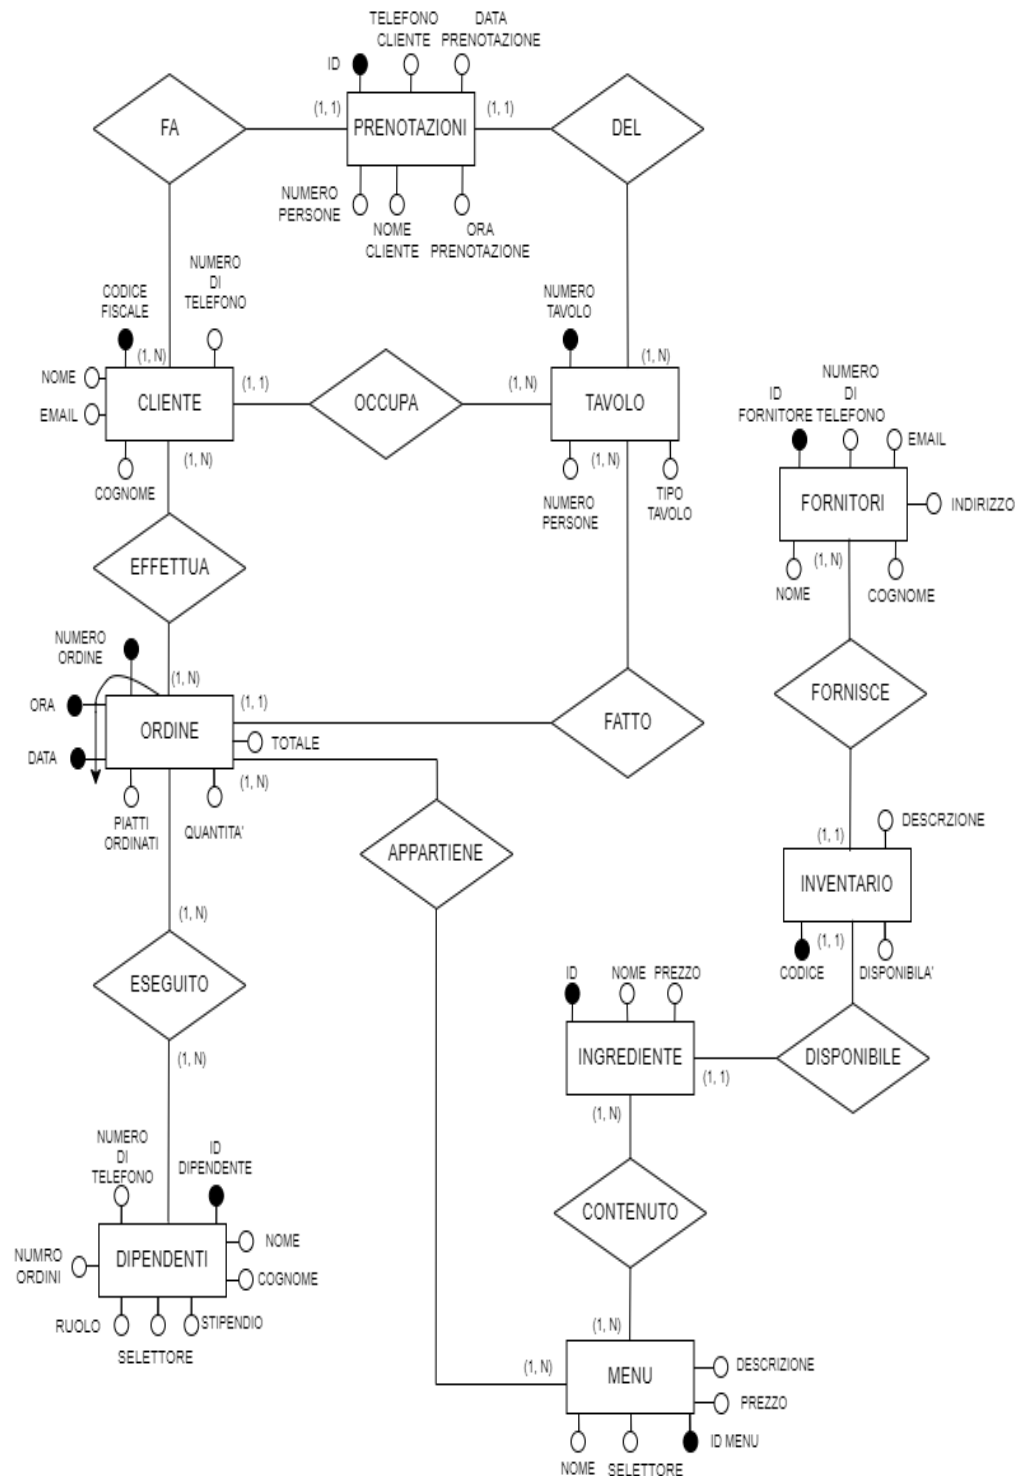 TELEFONO
CLIENTE
DATA
PRENOTAZIONE
ID
(1, 1)
(1, 1)
FA
PRENOTAZIONI
DEL
NUMERO
PERSONE
NOME
CLIENTE
ORA
PRENOTAZIONE
NUMERO
DI
TELEFONO
CODICE
FISCALE
NUMERO
TAVOLO
(1, N)
(1, N)
NOME
EMAIL
CLIENTE
(1, 1)
OCCUPA
(1, N)
TAVOLO
COGNOME
(1, N)
NUMERO
PERSONE
(1, N)
TIPO
TAVOLO
ID
FORNITORE
NUMERO
DI
TELEFONO
EMAIL
FORNITORI
INDIRIZZO
NOME
(1, N)
COGNOME
EFFETTUA
NUMERO
ORDINE
(1, N)
FORNISCE
ORA
DATA
ORDINE
(1, 1)
FATTO
TOTALE
(1, N)
PIATTI
ORDINATI
QUANTITA'
APPARTIENE
DESCRZIONE
(1, 1)
INVENTARIO
(1, N)
CODICE
(1, 1)
DISPONIBILA'
ESEGUITO
ID
NOME
PREZZO
INGREDIENTE
(1, 1)
DISPONIBILE
(1, N)
(1, N)
NUMERO
DI
TELEFONO
ID
DIPENDENTE
CONTENUTO
NUMRO
ORDINI
DIPENDENTI
NOME
COGNOME
RUOLO
SELETTORE
STIPENDIO
(1, N)
(1, N)
MENU
DESCRIZIONE
PREZZO
ID MENU
NOME
SELETTORE